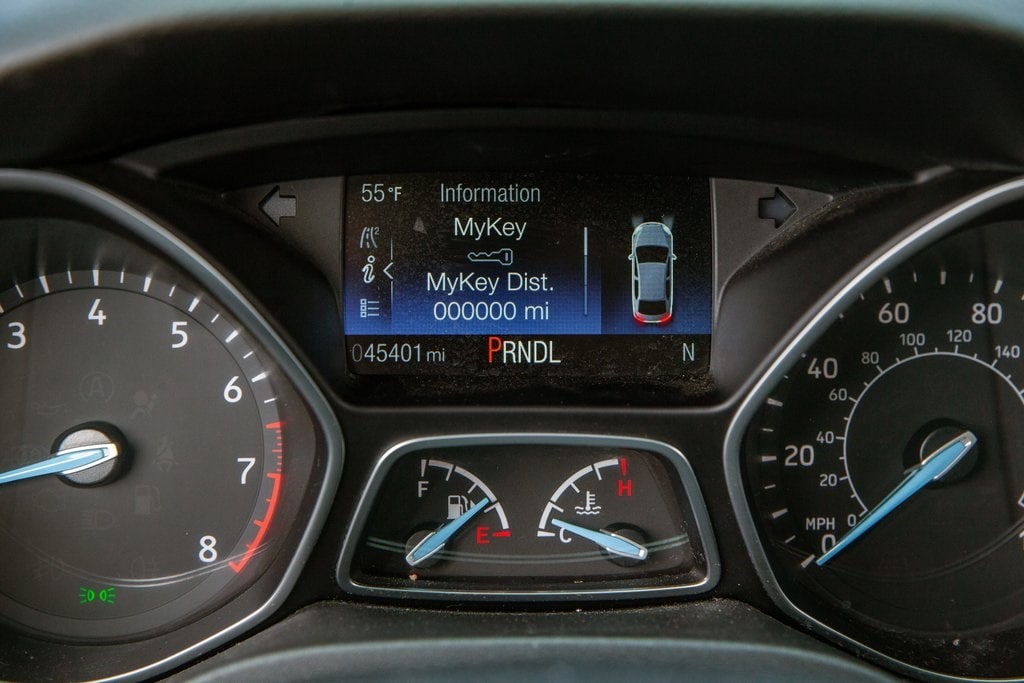 55°F Information
MyKey
MyKey Dist.
000000 mi
045401 mi PRNDL N
3 4 5 6 7 8
F E
C H
MPH
0 20 40 60 80
0 20 40 60 80 100 120 140